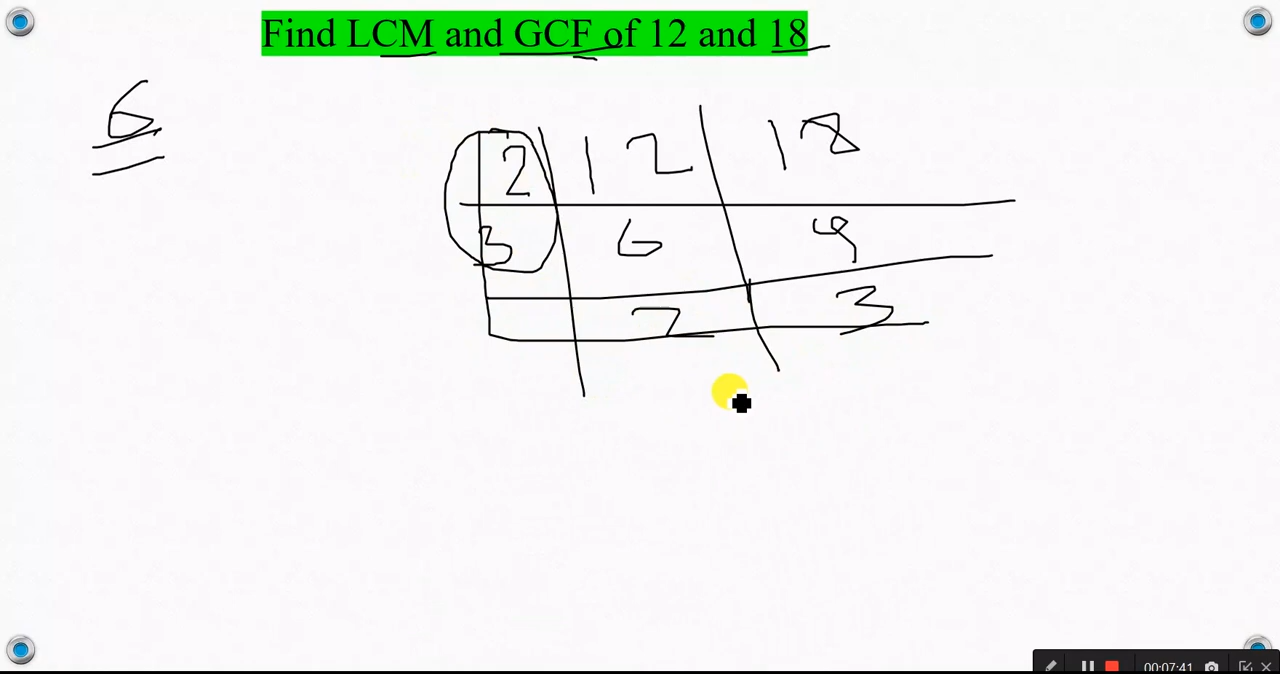 Find LCM and GCF of 12 and 18
6
2 12 18
3 6 9
2 3
00:07:41